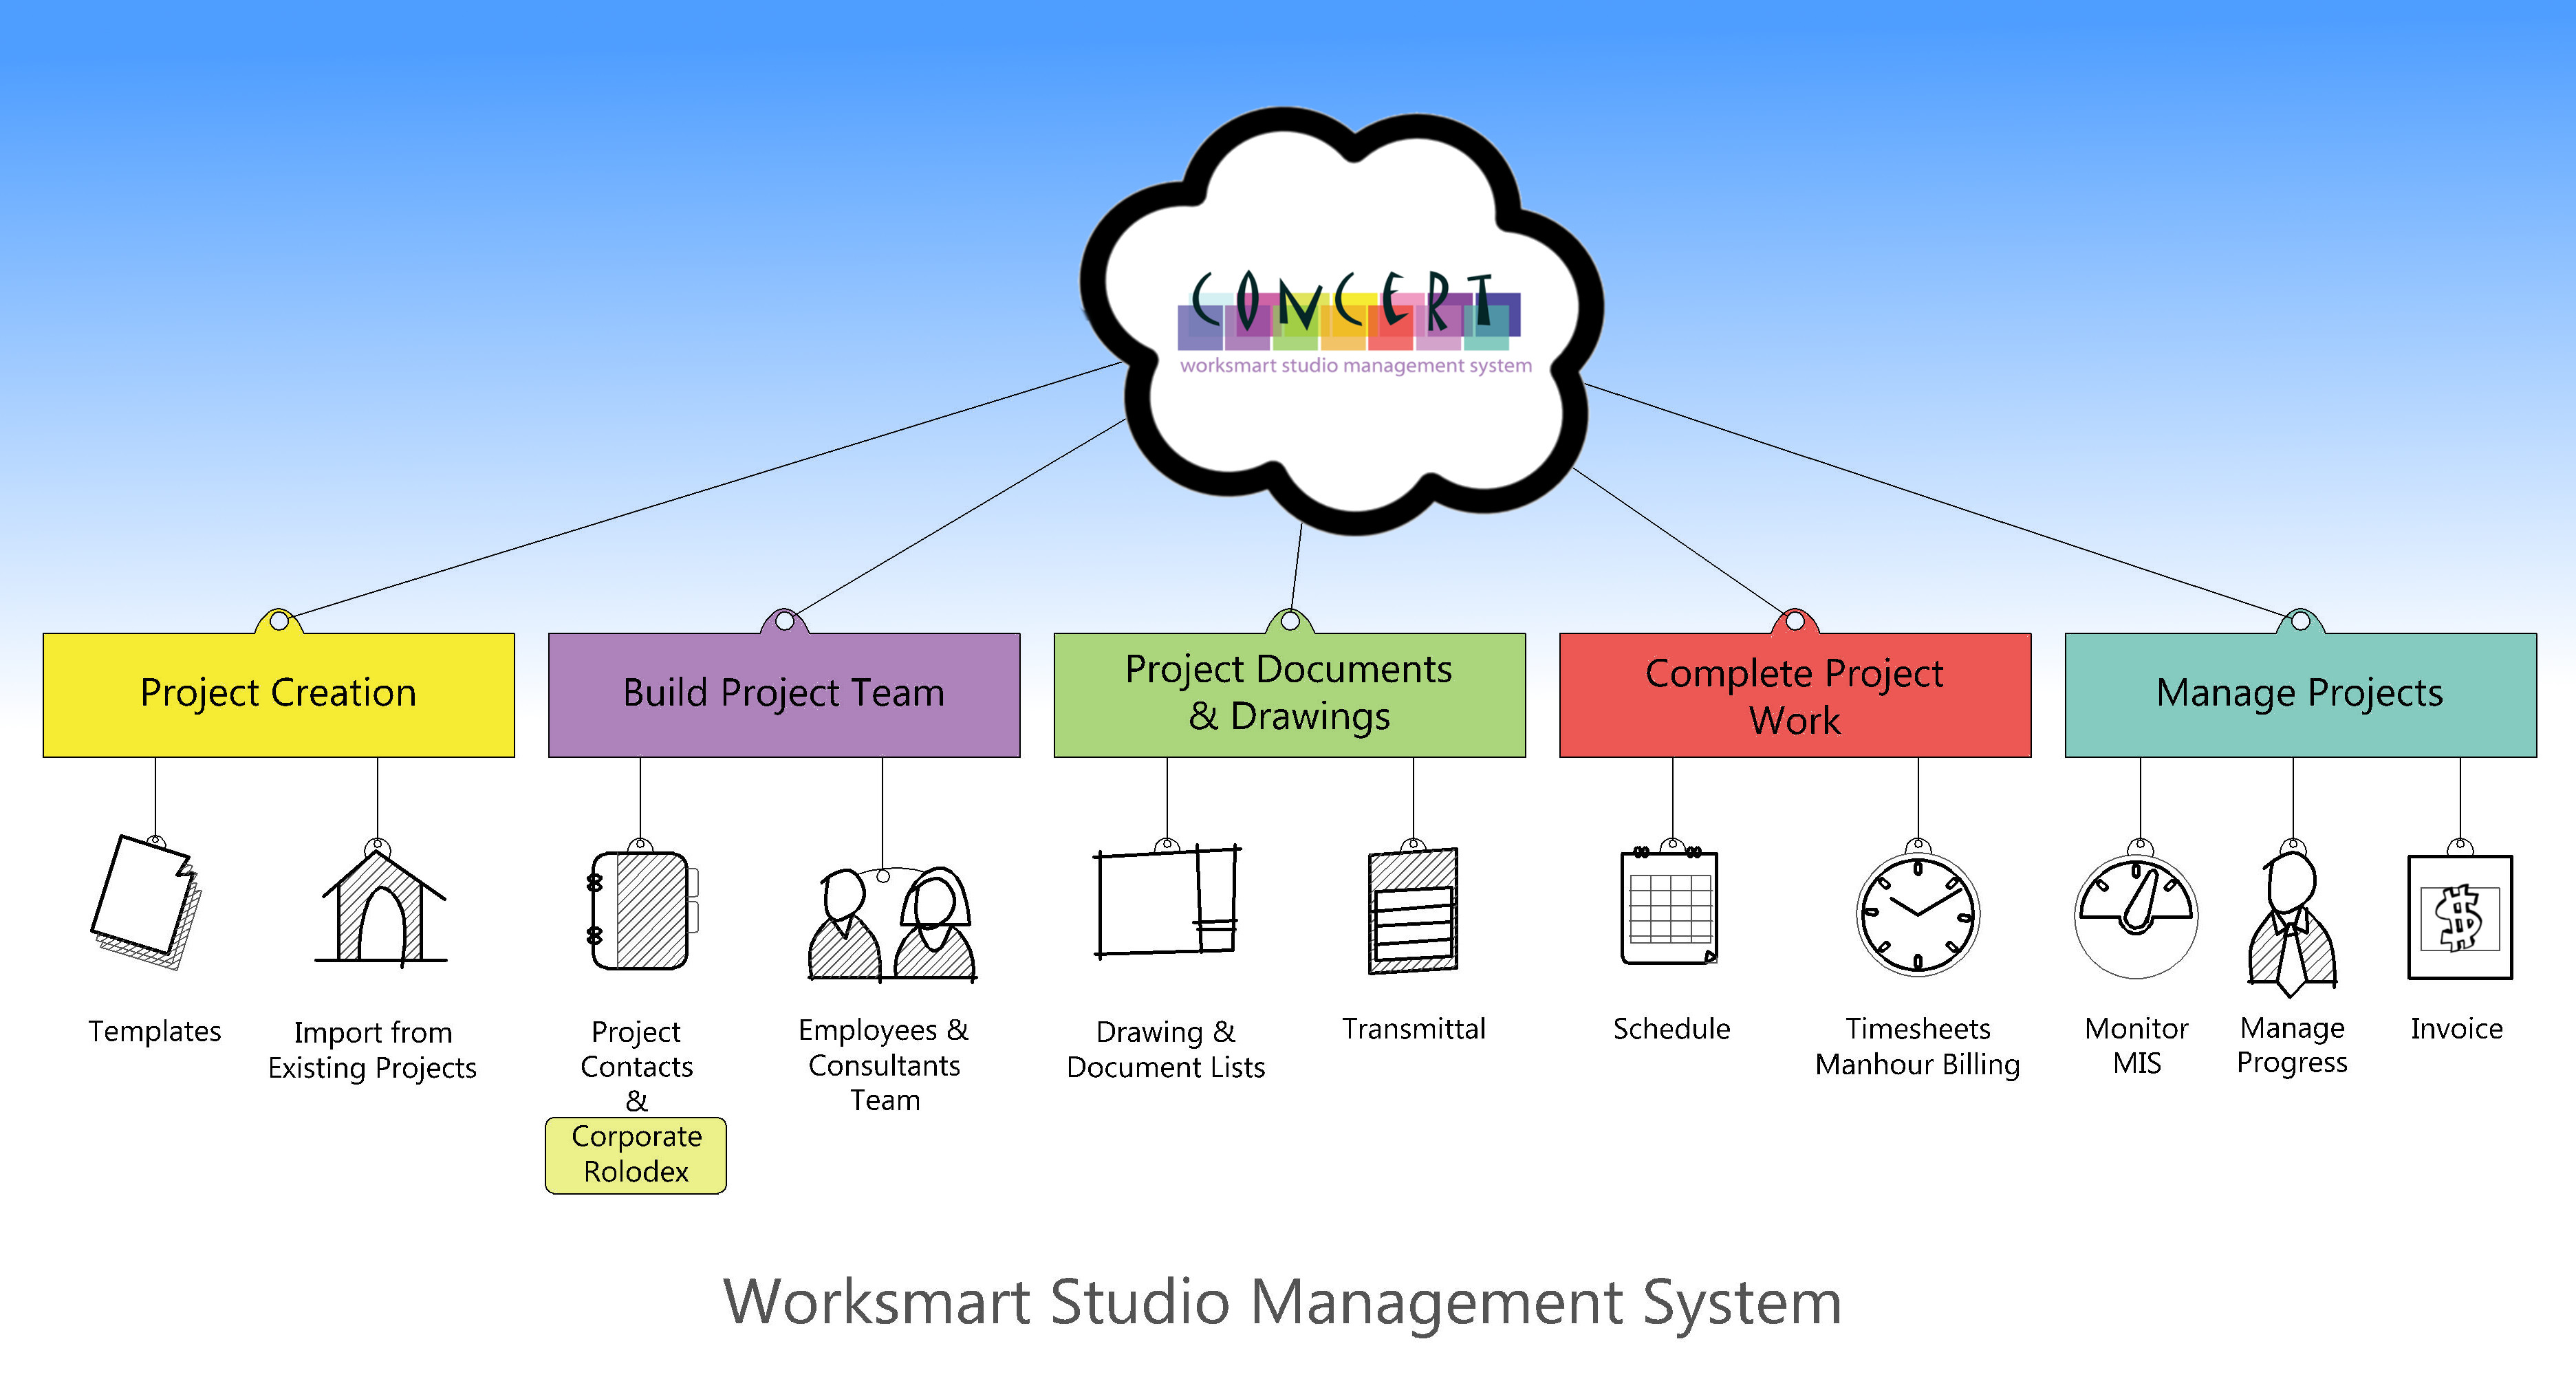 CONCERT
worksmart studio management system
Project Creation
Build Project Team
Project Documents
& Drawings
Complete Project
Work
Manage Projects
Templates
Import from
Existing Projects
Project
Contacts
&
Corporate
Rolodex
Employees &
Consultants
Team
Drawing &
Document Lists
Transmittal
Schedule
Timesheets
Manhour Billing
Monitor
MIS
Manage
Progress
$
Invoice
Worksmart Studio Management System